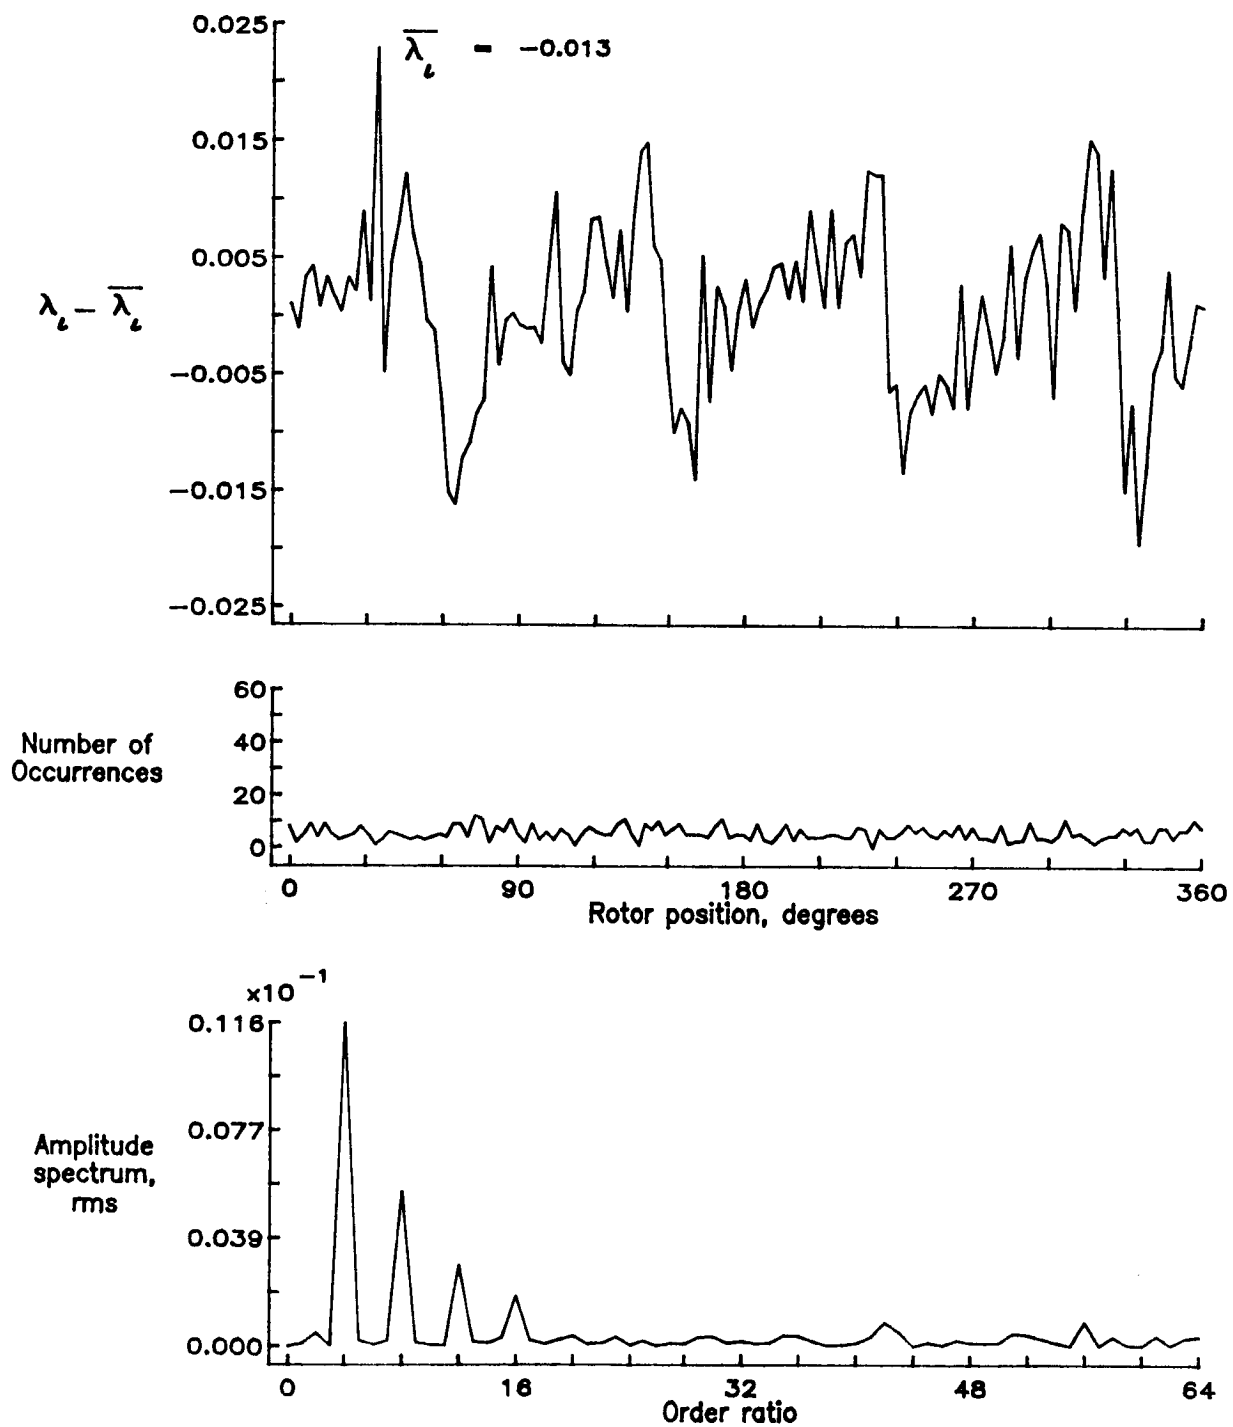 0.025
λ̅ι = −0.013
0.015
0.005
λι − λ̅ι
−0.005
−0.015
−0.025
60
Number of
40
Occurrences
20
0
0 90 180 270 360
Rotor position, degrees
x10⁻¹
0.116
0.077
Amplitude
spectrum,
rms
0.039
0.000
0 16 32 48 64
Order ratio